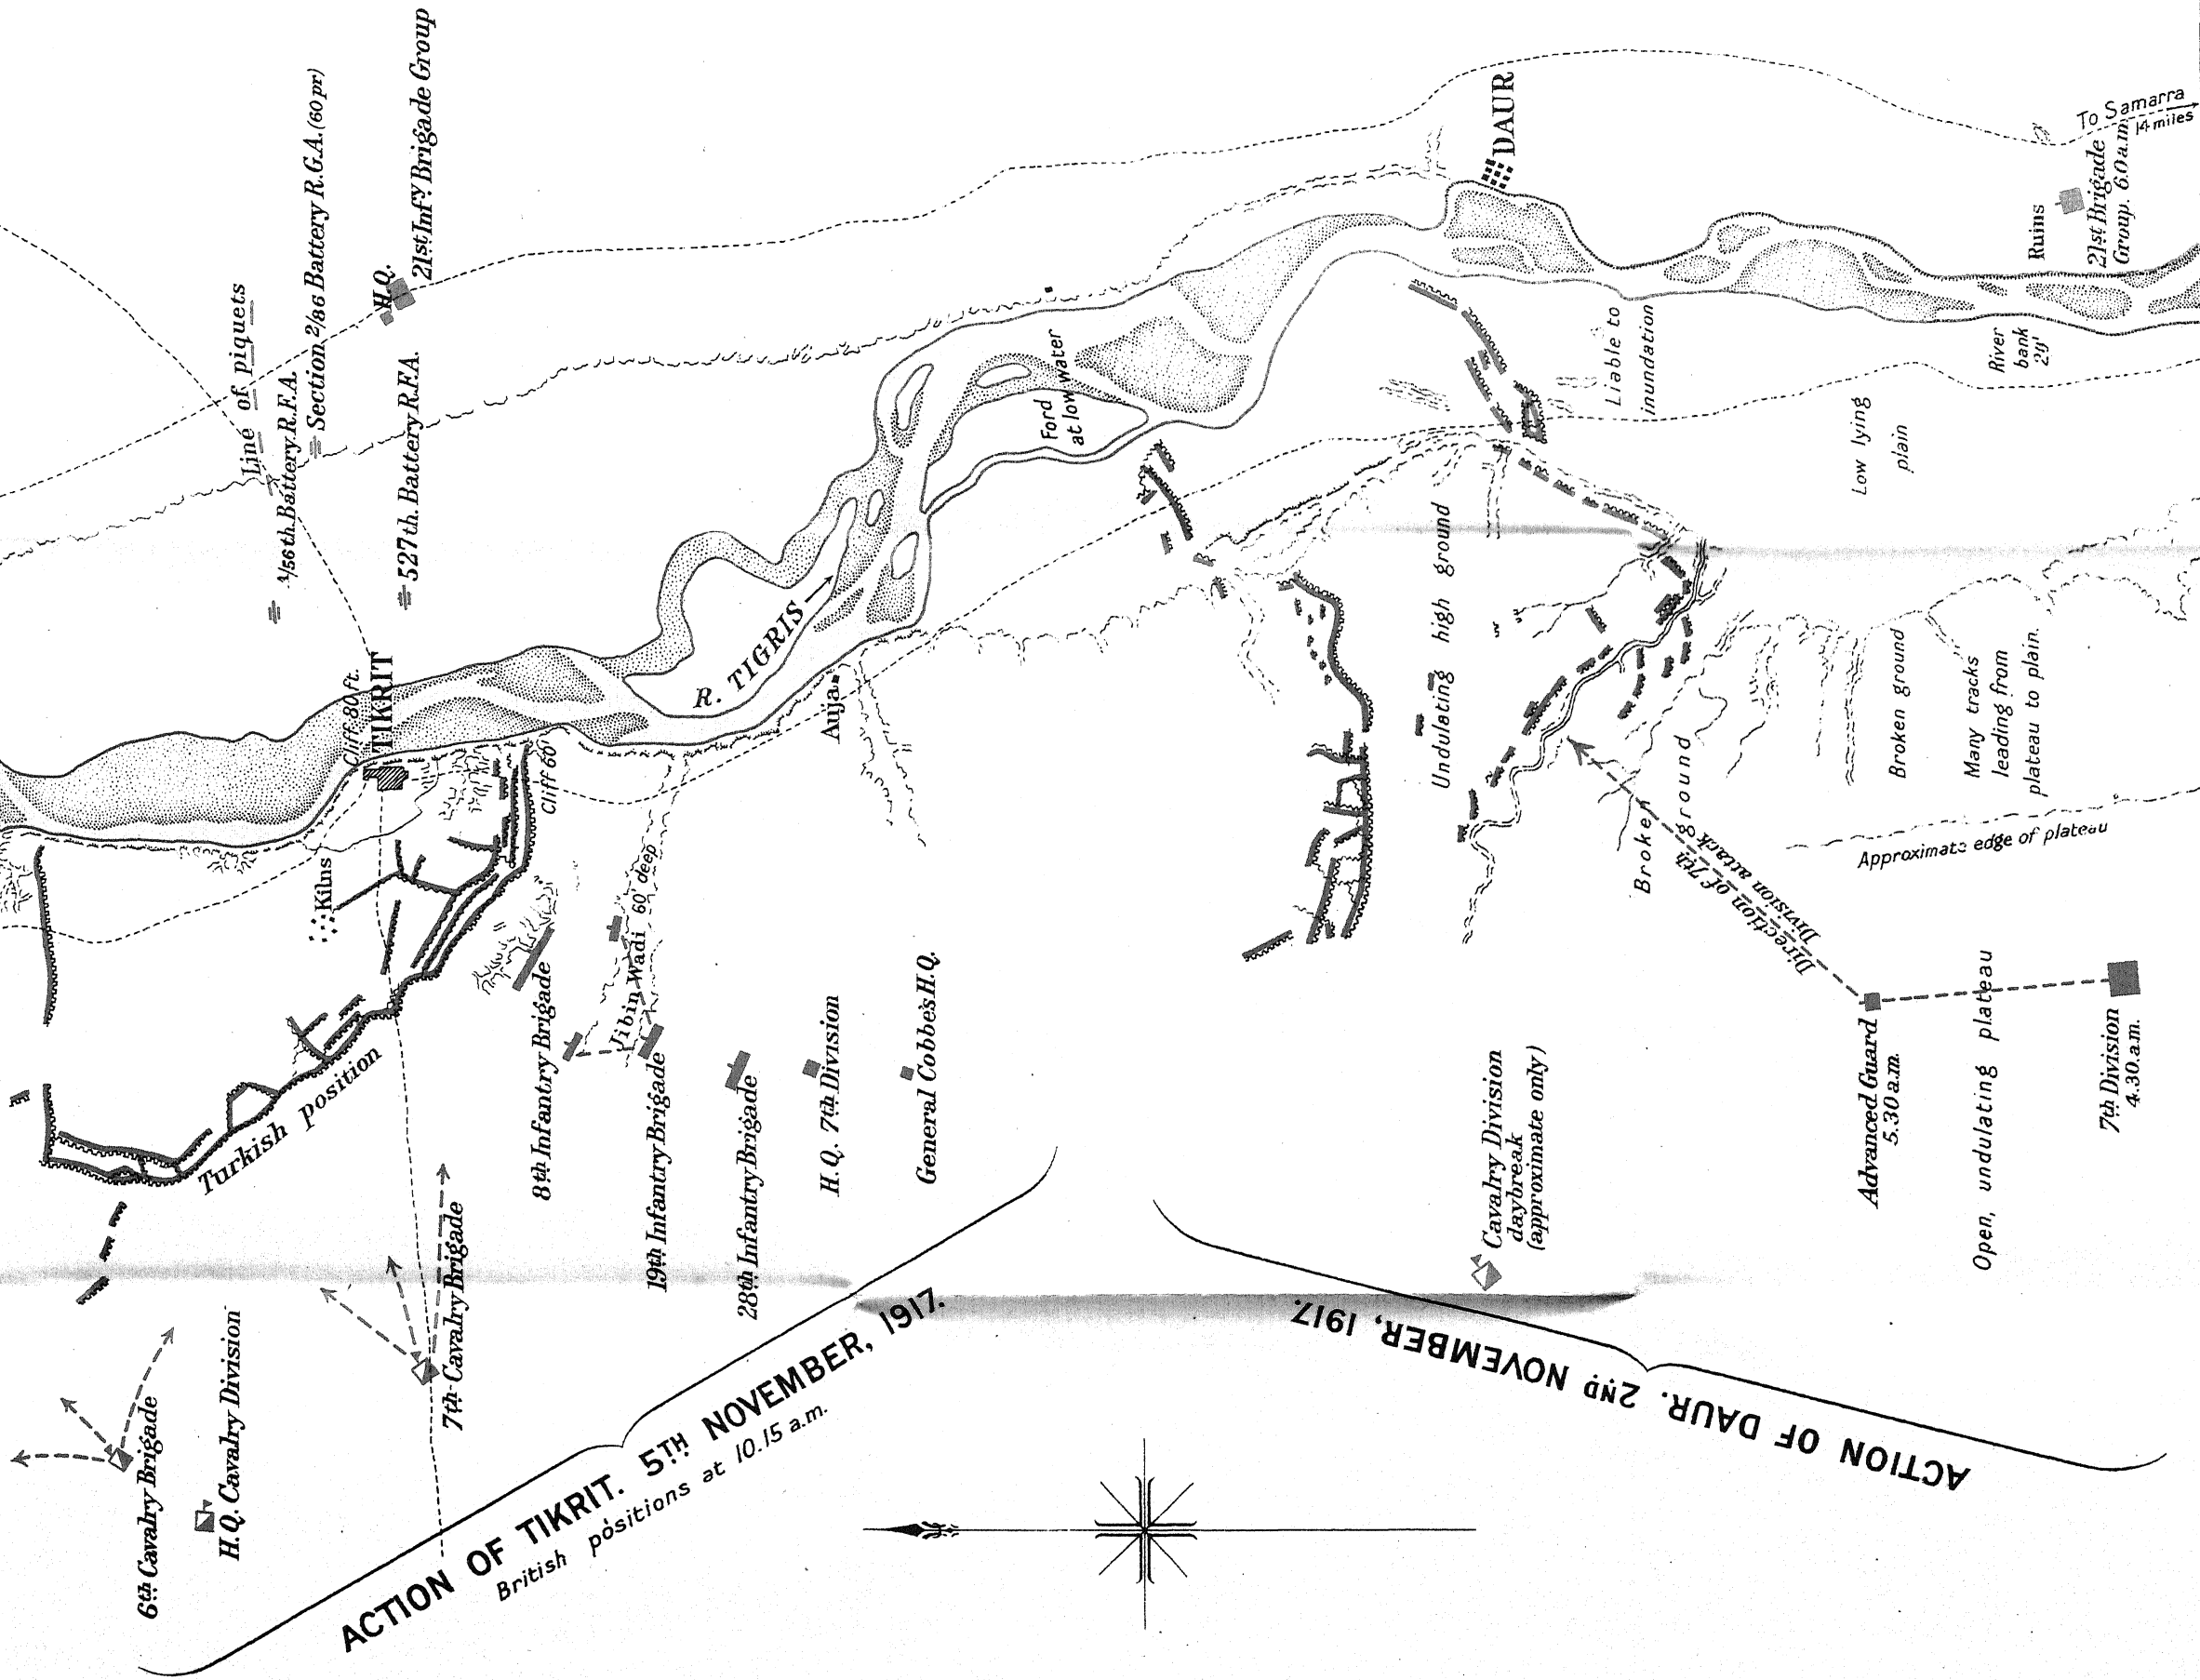 Line of piquets
A/56th Battery R.F.A.
Section 2/86 Battery R.G.A. (60 pr)
527th Battery R.F.A.
H.Q.
21st Infy. Brigade Group
Cliff 80 ft.
TIKRIT
Kilns
Cliff 60'
R. TIGRIS
Auja
Ford
at low water
DAUR
To Samarra
14 miles
Ruins
21st Brigade
Group. 6.0 a.m.
River
bank
Liable to
inundation
Low lying
plain
Undulating high ground
Broken ground
Many tracks
leading from
plateau to plain.
Broken ground
Approximate edge of plateau
Direction of 7th
Division attack
Open, undulating plateau
Advanced Guard
5.30 a.m.
7th Division
4.30 a.m.
Cavalry Division
daybreak
(approximate only)
Turkish position
Jibin Wadi 60' deep
8th Infantry Brigade
19th Infantry Brigade
28th Infantry Brigade
H.Q. 7th Division
General Cobbe's H.Q.
7th Cavalry Brigade
6th Cavalry Brigade
H.Q. Cavalry Division
ACTION OF TIKRIT. 5TH NOVEMBER, 1917.
British positions at 10.15 a.m.
ACTION OF DAUR. 2ND NOVEMBER, 1917.